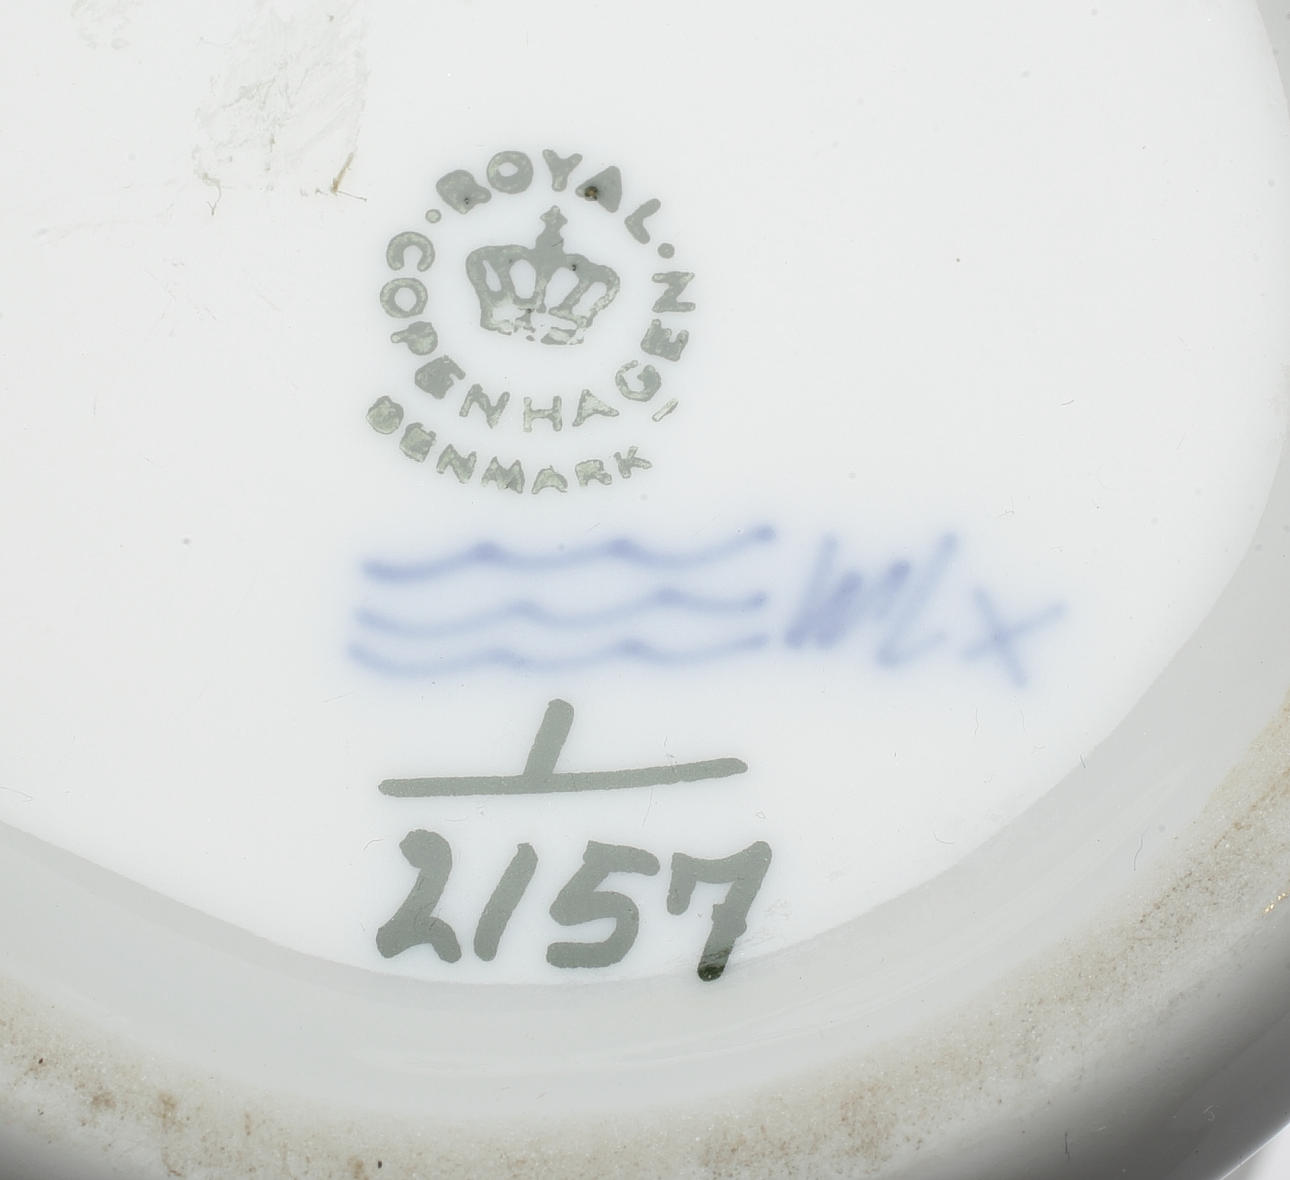 ROYAL.
COPENHAGEN
DENMARK
1
2157